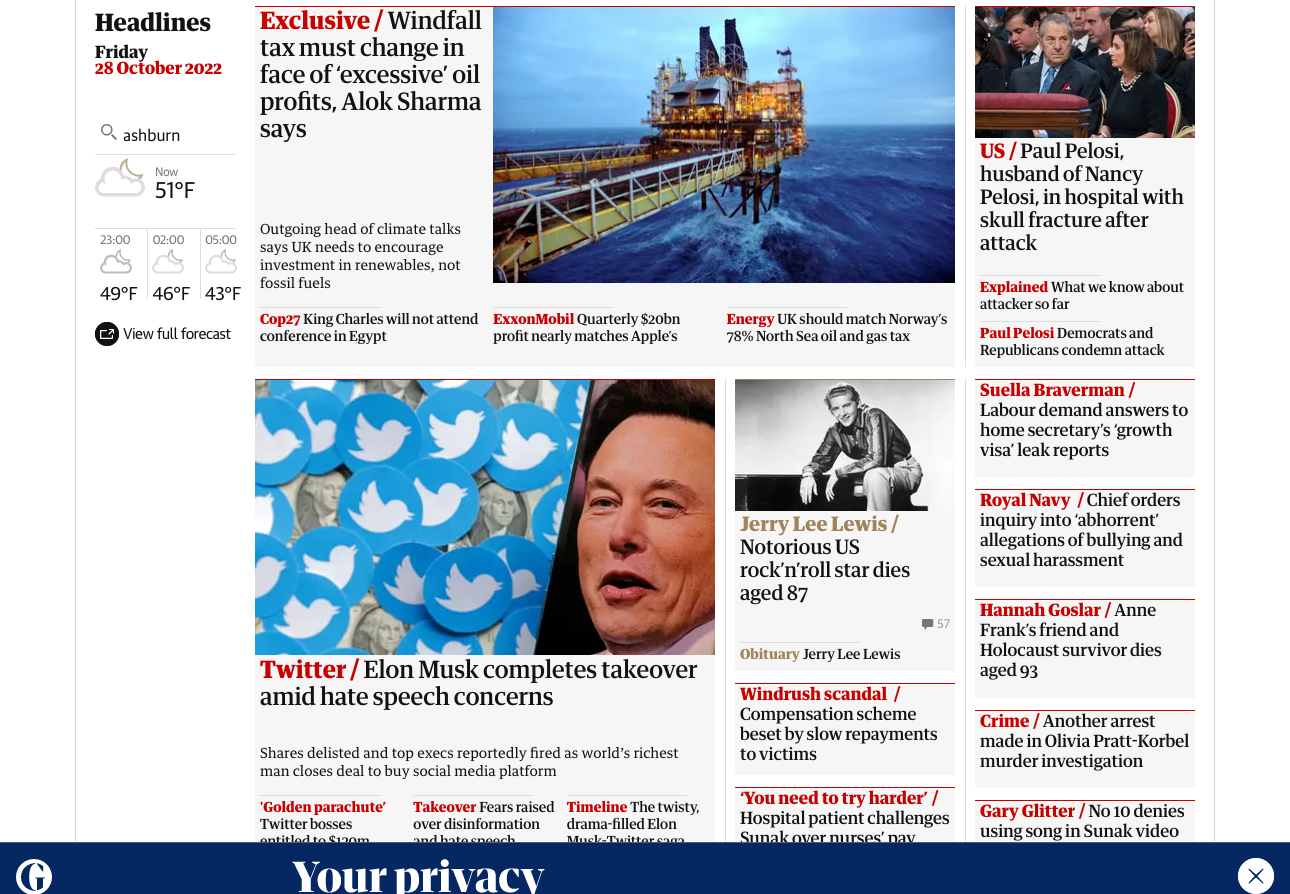 Headlines
Friday
28 October 2022
ashburn
Now
51°F
23:00
02:00
05:00
49°F
46°F
43°F
View full forecast
Exclusive / Windfall
tax must change in
face of ‘excessive’ oil
profits, Alok Sharma
says
Outgoing head of climate talks
says UK needs to encourage
investment in renewables, not
fossil fuels
Cop27 King Charles will not attend
conference in Egypt
ExxonMobil Quarterly $20bn
profit nearly matches Apple’s
Energy UK should match Norway’s
78% North Sea oil and gas tax
US / Paul Pelosi,
husband of Nancy
Pelosi, in hospital with
skull fracture after
attack
Explained What we know about
attacker so far
Paul Pelosi Democrats and
Republicans condemn attack
Twitter / Elon Musk completes takeover
amid hate speech concerns
Shares delisted and top execs reportedly fired as world’s richest
man closes deal to buy social media platform
'Golden parachute’
Twitter bosses
entitled to $120m
Takeover Fears raised
over disinformation
and hate speech
Timeline The twisty,
drama-filled Elon
Musk-Twitter saga
Jerry Lee Lewis /
Notorious US
rock’n’roll star dies
aged 87
57
Obituary Jerry Lee Lewis
Windrush scandal /
Compensation scheme
beset by slow repayments
to victims
‘You need to try harder’ /
Hospital patient challenges
Sunak over nurses’ pay
Suella Braverman /
Labour demand answers to
home secretary’s ‘growth
visa’ leak reports
Royal Navy / Chief orders
inquiry into ‘abhorrent’
allegations of bullying and
sexual harassment
Hannah Goslar / Anne
Frank’s friend and
Holocaust survivor dies
aged 93
Crime / Another arrest
made in Olivia Pratt-Korbel
murder investigation
Gary Glitter / No 10 denies
using song in Sunak video
Your privacy